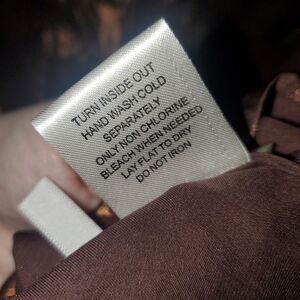 TURN INSIDE OUT
HAND WASH COLD
SEPARATELY
ONLY NON CHLORINE
BLEACH WHEN NEEDED
LAY FLAT TO DRY
DO NOT IRON